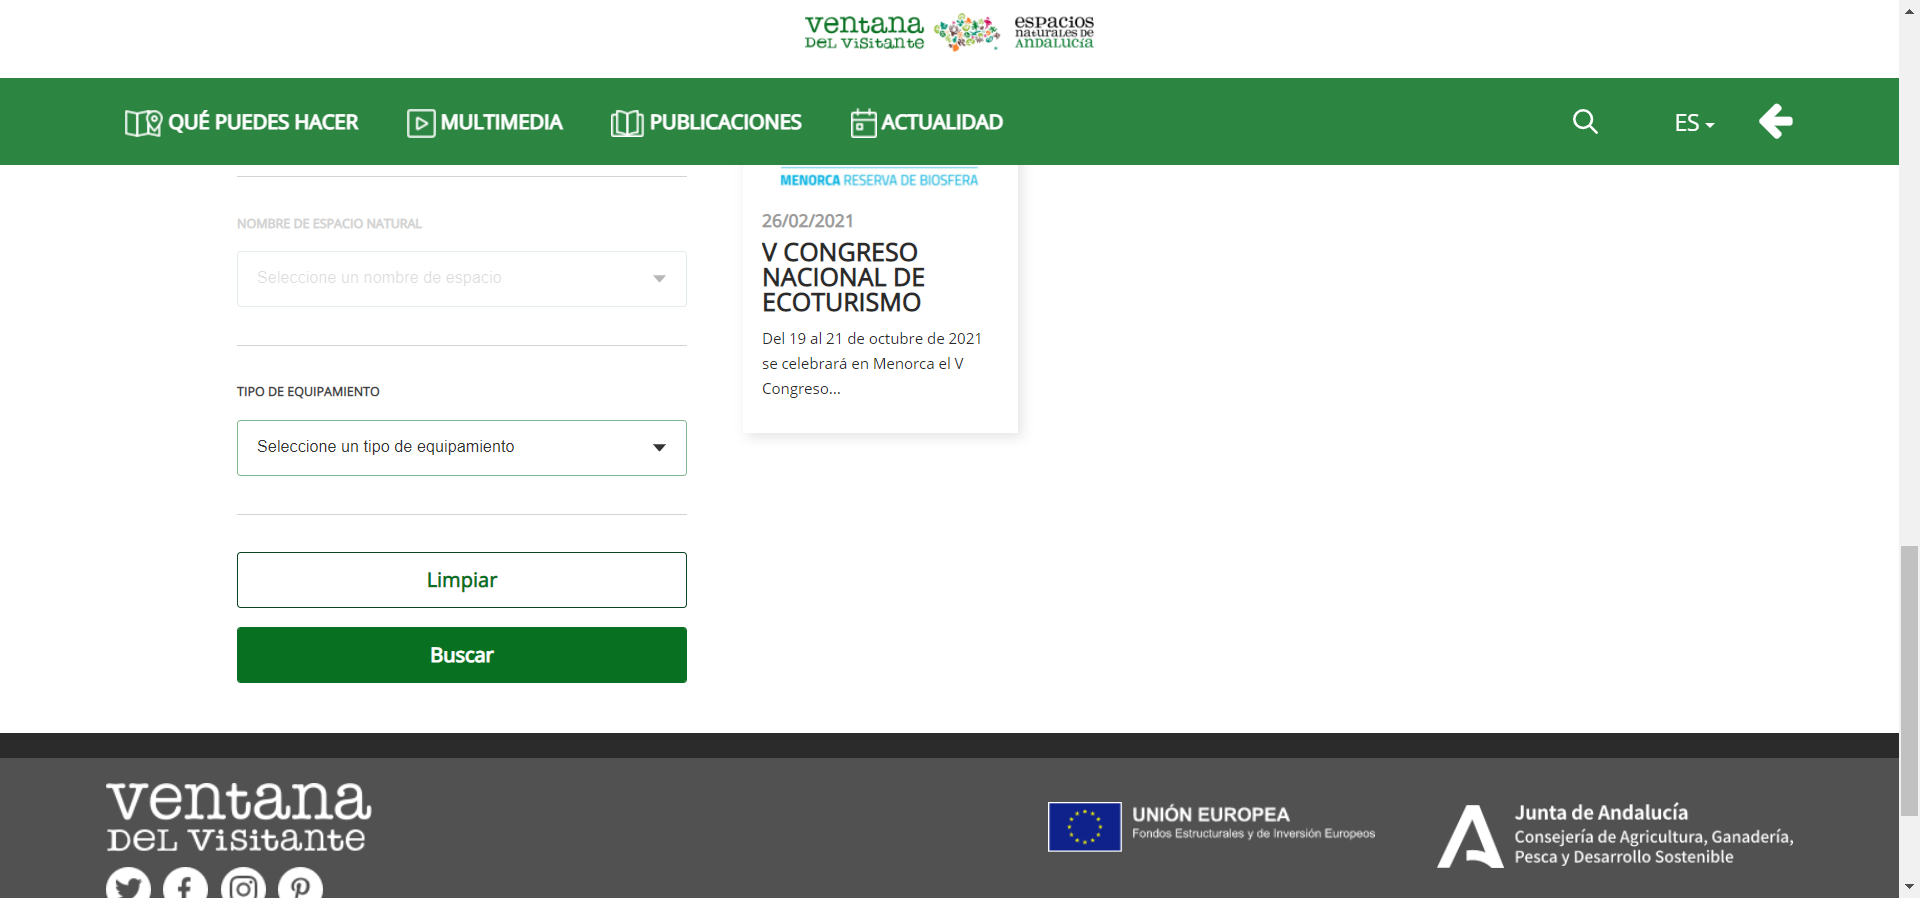 ventana
DEL VISITANTE
espacios
naturales de
andalucía
QUÉ PUEDES HACER
MULTIMEDIA
PUBLICACIONES
ACTUALIDAD
ES
NOMBRE DE ESPACIO NATURAL
Seleccione un nombre de espacio
TIPO DE EQUIPAMIENTO
Seleccione un tipo de equipamiento
Limpiar
Buscar
MENORCA RESERVA DE BIOSFERA
26/02/2021
V CONGRESO
NACIONAL DE
ECOTURISMO
Del 19 al 21 de octubre de 2021
se celebrará en Menorca el V
Congreso...
ventana
DEL VISITANTE
UNIÓN EUROPEA
Fondos Estructurales y de Inversión Europeos
Junta de Andalucía
Consejería de Agricultura, Ganadería,
Pesca y Desarrollo Sostenible